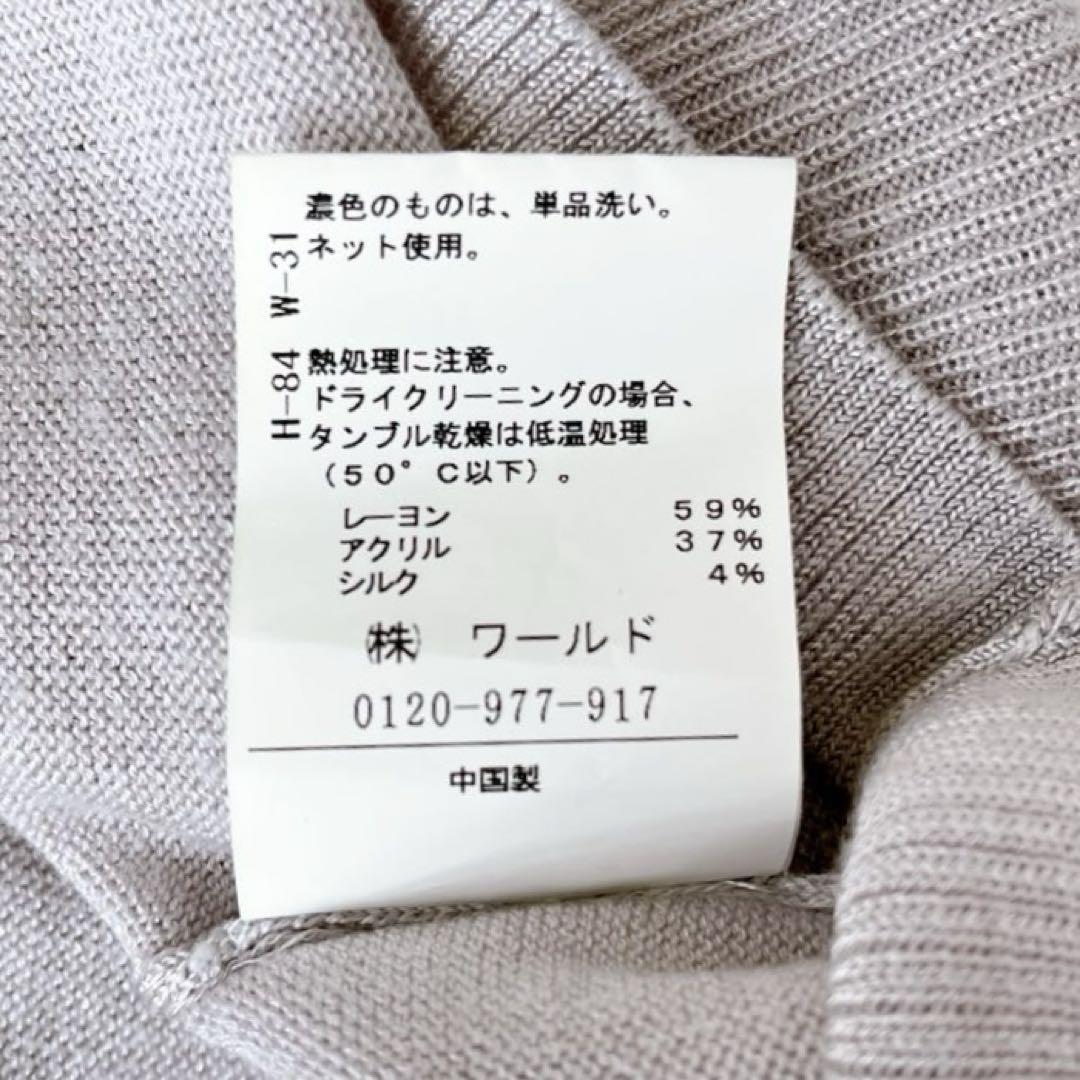 濃色のものは、単品洗い。
ネット使用。
H-84 W-31
熱処理に注意。
ドライクリーニングの場合、
タンブル乾燥は低温処理
（５０°Ｃ以下）。
レーヨン ５９％
アクリル ３７％
シルク ４％
㈱ ワールド
0120-977-917
中国製